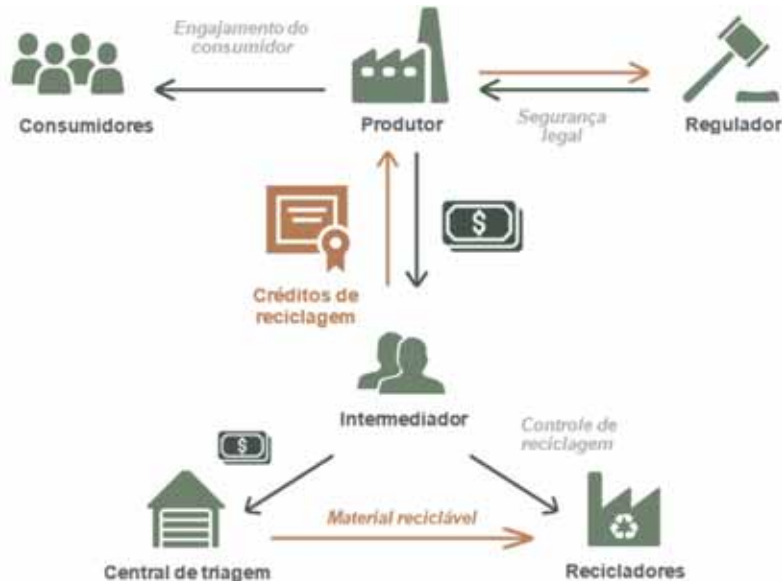 Engajamento do
consumidor
Consumidores
Produtor
Segurança
legal
Regulador
$
Créditos de
reciclagem
Intermediador
$
Controle de
reciclagem
Material reciclável
Central de triagem
Recicladores